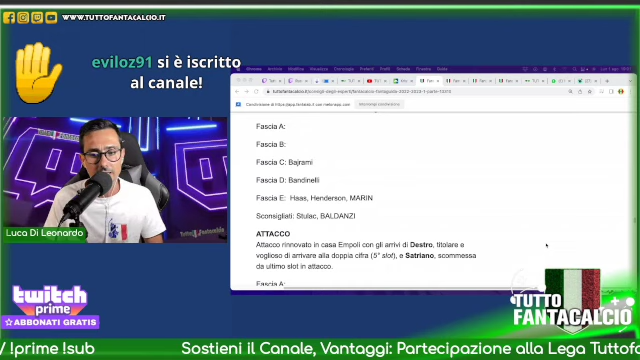 WWW.TUTTOFANTACALCIO.IT
eviloz91 si è iscritto
al canale!
Fascia A:
Fascia B:
Fascia C: Bajrami
Fascia D: Bandinelli
Fascia E: Haas, Henderson, MARIN
Sconsigliati: Stulac, BALDANZI
ATTACCO
Attacco rinnovato in casa Empoli con gli arrivi di Destro, titolare e
voglioso di arrivare alla doppia cifra (5° slot), e Satriano, scommessa
da ultimo slot in attacco.
Fascia A:
Luca Di Leonardo
twitch
prime
ABBONATI GRATIS
TUTTO
FANTACALCIO
/ !prime !sub
Sostieni il Canale, Vantaggi: Partecipazione alla Lega Tuttofa